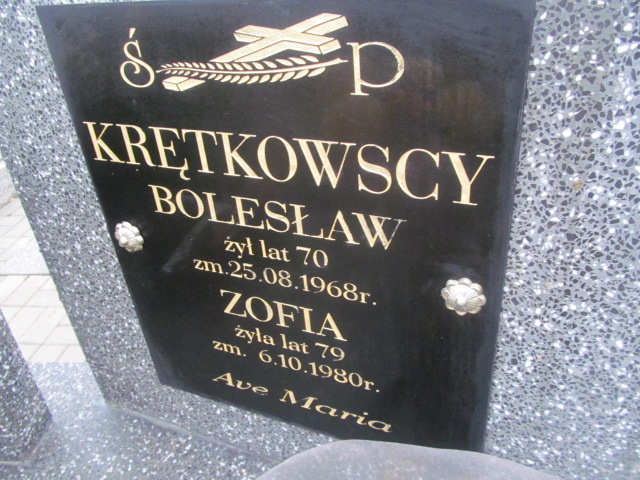 Ś P
KRĘTKOWSCY
BOLESŁAW
żył lat 70
zm. 25.08.1968r.
ZOFIA
żyła lat 79
zm. 6.10.1980r.
Ave Maria